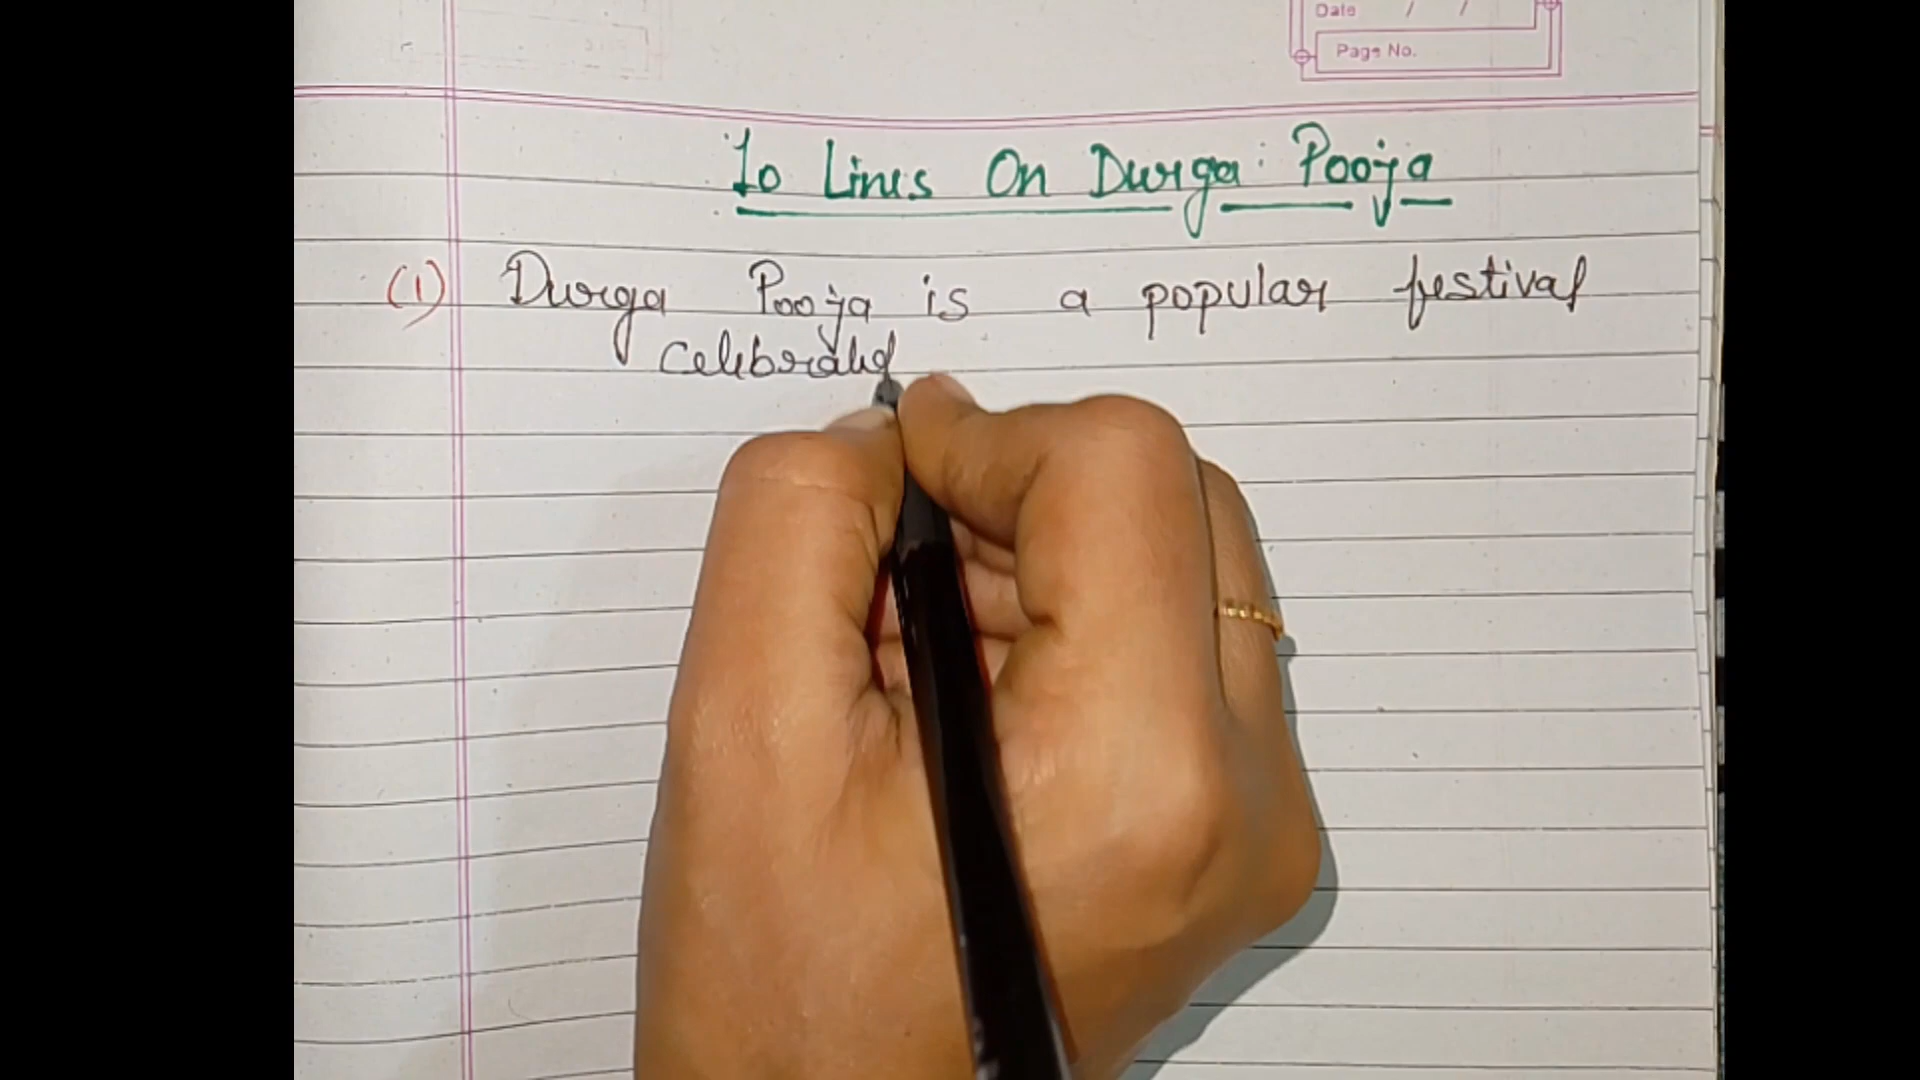 Date / /
Page No.
10 Lines On Durga Pooja
(1) Durga Pooja is a popular festival
Celebrated